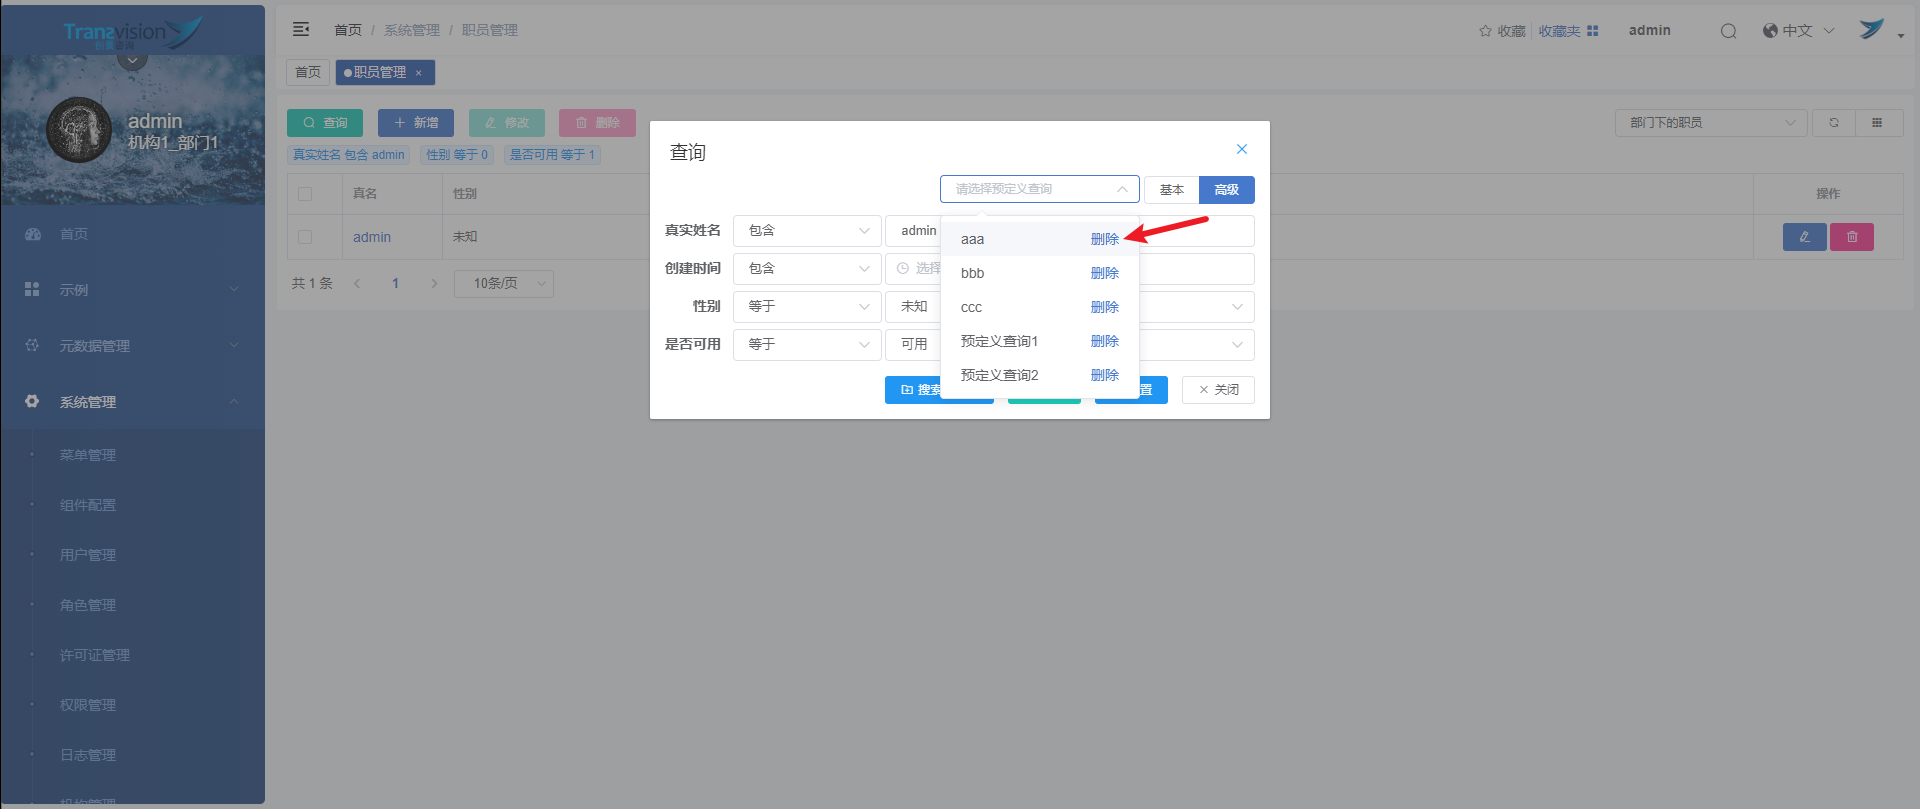 Transvision
创景咨询
admin
机构1_部门1
首页
示例
元数据管理
系统管理
菜单管理
组件配置
用户管理
角色管理
许可证管理
权限管理
日志管理
机构管理
首页 / 系统管理 / 职员管理
收藏 收藏夹 admin 中文
首页 职员管理 ×
查询 新增 修改 删除 部门下的职员
真实姓名 包含 admin 性别 等于 0 是否可用 等于 1
真名 性别 操作
admin 未知
共 1 条 1 10条/页
查询
请选择预定义查询 基本 高级
真实姓名 包含 admin
创建时间 包含 选择
性别 等于 未知
是否可用 等于 可用
aaa 删除
bbb 删除
ccc 删除
预定义查询1 删除
预定义查询2 删除
搜索 置 关闭